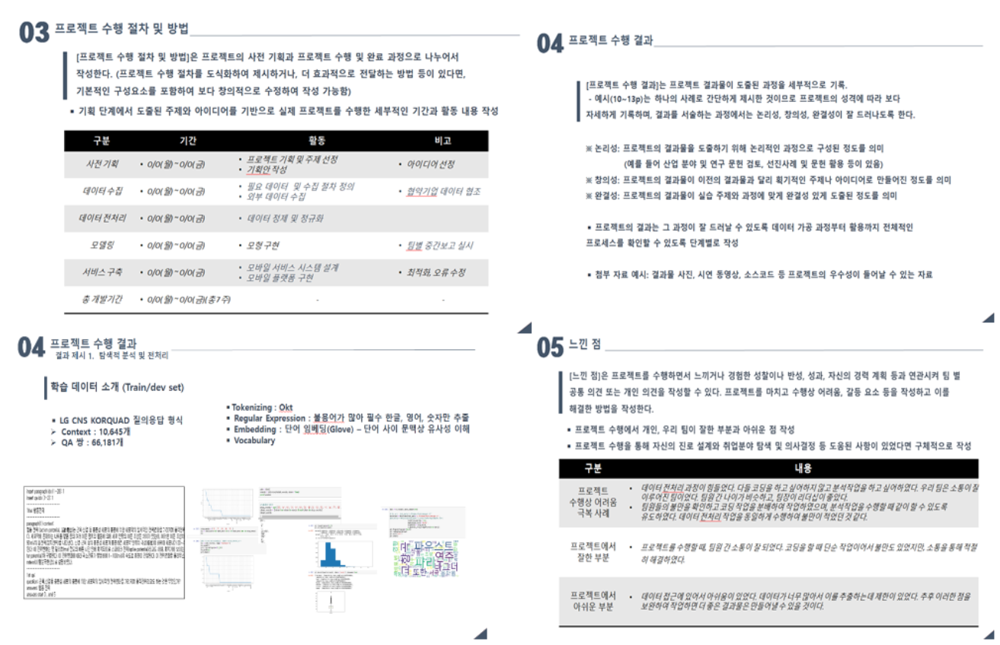 03 프로젝트 수행 절차 및 방법
[프로젝트 수행 절차 및 방법]은 프로젝트의 사전 기획과 프로젝트 수행 및 완료 과정으로 나누어서
작성한다. (프로젝트 수행 절차를 도식화하여 제시하거나, 더 효과적으로 전달하는 방법 등이 있다면,
기본적인 구성요소를 포함하여 보다 창의적으로 수정하여 작성 가능함)
▪ 기획 단계에서 도출된 주제와 아이디어를 기반으로 실제 프로젝트를 수행한 세부적인 기간과 활동 내용 작성
구분 기간 활동 비고
사전 기획 • 0/0(월) ~ 0/0(금) • 프로젝트 기획 및 주제 선정 • 아이디어 선정
• 기획안 작성
데이터 수집 • 0/0(월) ~ 0/0(금) • 필요 데이터 및 수집 절차 정의 • 협약기업 데이터 협조
• 외부 데이터 수집
데이터 전처리 • 0/0(월) ~ 0/0(금) • 데이터 정제 및 정규화
모델링 • 0/0(월) ~ 0/0(금) • 모형 구현 • 팀별 중간보고 실시
서비스 구축 • 0/0(월) ~ 0/0(금) • 모바일 서비스 시스템 설계 • 최적화, 오류 수정
• 모바일 플랫폼 구현
총 개발기간 • 0/0(월) ~ 0/0(금)(총 7주) - -
04 프로젝트 수행 결과
[프로젝트 수행 결과]는 프로젝트 결과물이 도출된 과정을 세부적으로 기록.
- 예시(10~13p)는 하나의 사례로 간단하게 제시한 것이므로 프로젝트의 성격에 따라 보다
자세하게 기록하며, 결과를 서술하는 과정에서는 논리성, 창의성, 완결성이 잘 드러나도록 한다.
※ 논리성: 프로젝트의 결과물을 도출하기 위해 논리적인 과정으로 구성된 정도를 의미
(예를 들어 산업 분야 및 연구 문헌 검토, 선진사례 및 문헌 활용 등이 있음)
※ 창의성: 프로젝트의 결과물이 이전의 결과물과 달리 획기적인 주제나 아이디어로 만들어진 정도를 의미
※ 완결성: 프로젝트의 결과물이 실습 주제와 과정에 맞게 완결성 있게 도출된 정도를 의미
▪ 프로젝트의 결과는 그 과정이 잘 드러날 수 있도록 데이터 가공 과정부터 활용까지 전체적인
프로세스를 확인할 수 있도록 단계별로 작성
▪ 첨부 자료 예시: 결과물 사진, 시연 동영상, 소스코드 등 프로젝트의 우수성이 들어날 수 있는 자료
04 프로젝트 수행 결과
결과 제시 1. 탐색적 분석 및 전처리
학습 데이터 소개 (Train/dev set)
▪ LG CNS KORQUAD 질의응답 형식
➢ Context : 10,645개
➢ QA 쌍 : 66,181개
▪ Tokenizing : Okt
▪ Regular Expression : 불용어가 많아 필수 한글, 영어, 숫자만 추출
▪ Embedding : 단어 임베딩(Glove) – 단어 사이 문맥상 유사성 이해
▪ Vocabulary
파우스트
연주
파리
바그너
또한
05 느낀 점
[느낀 점]은 프로젝트를 수행하면서 느끼거나 경험한 성찰이나 반성, 성과, 자신의 경력 계획 등과 연관시켜 팀 별
공통 의견 또는 개인 의견을 작성할 수 있다. 프로젝트를 마치고 수행상 어려움, 갈등 요소 등을 작성하고 이를
해결한 방법을 작성한다.
▪ 프로젝트 수행에서 개인, 우리 팀이 잘한 부분과 아쉬운 점 작성
▪ 프로젝트 수행을 통해 자신의 진로 설계와 취업분야 탐색 및 의사결정 등 도움된 사항이 있었다면 구체적으로 작성
구분 내용
프로젝트
수행상 어려움
극복 사례
• 데이터 전처리 과정이 힘들었다. 다들 코딩을 하고 싶어하지 않고 분석작업을 하고 싶어하였다. 우리 팀은 소통이 잘
이루어진 팀이었다. 팀원 간 나이가 비슷하고, 팀장이 리더십이 좋았다.
• 팀원들의 불만을 확인하고 코딩 작업을 분배하여 작업하였으며, 분석작업을 수행할 때 같이 할 수 있도록
유도하였다. 데이터 전처리 작업을 동일하게 수행하여 불만이 적었던 것 같다.
프로젝트에서
잘한 부분
• 프로젝트를 수행할 때, 팀원 간 소통이 잘 되었다. 코딩을 할 때 단순 작업이어서 불만도 있었지만, 소통을 통해 적절
히 해결하였다.
프로젝트에서
아쉬운 부분
• 데이터 접근에 있어서 아쉬움이 있었다. 데이터가 너무 많아서 이를 추출하는데 제한이 있었다. 추후 이러한 점을
보완하여 작업하면 더 좋은 결과물은 만들어낼 수 있을 것이다.